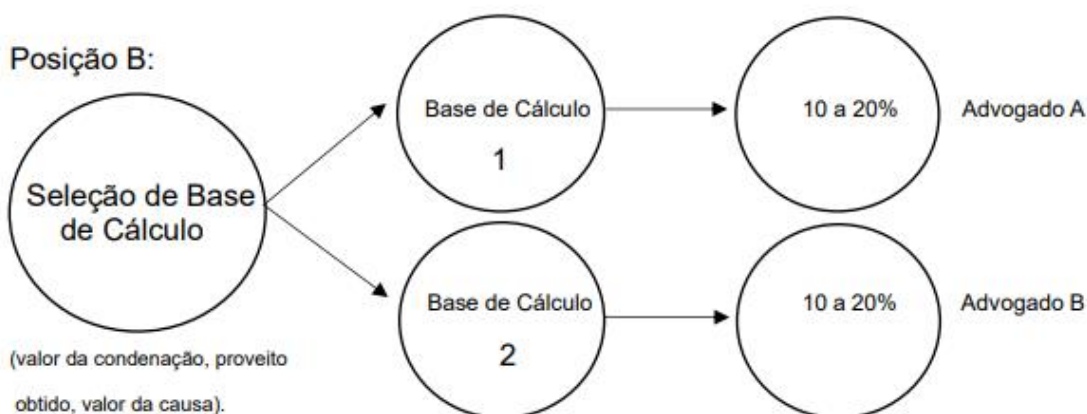 Posição B:
Seleção de Base
de Cálculo
(valor da condenação, proveito
obtido, valor da causa).
Base de Cálculo
1
10 a 20%
Advogado A
Base de Cálculo
2
10 a 20%
Advogado B